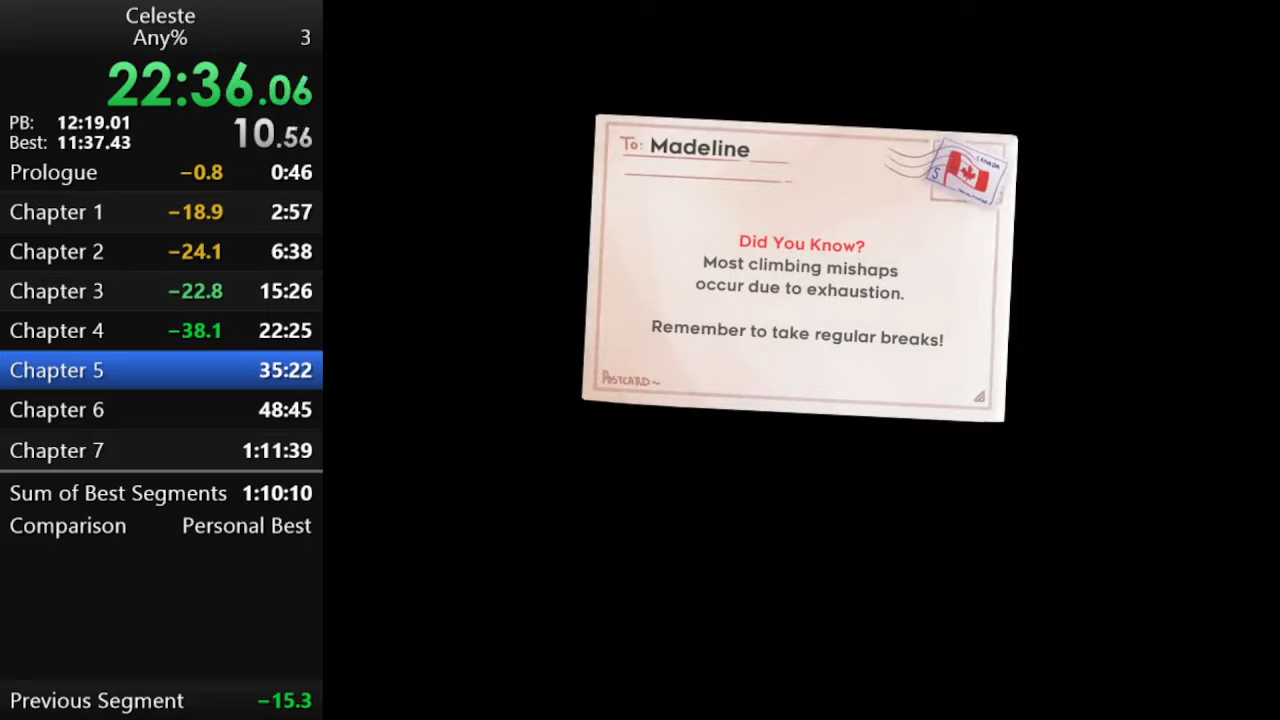 Celeste
Any% 3
22:36.06
PB: 12:19.01
Best: 11:37.43
10.56
Prologue −0.8 0:46
Chapter 1 −18.9 2:57
Chapter 2 −24.1 6:38
Chapter 3 −22.8 15:26
Chapter 4 −38.1 22:25
Chapter 5 35:22
Chapter 6 48:45
Chapter 7 1:11:39
Sum of Best Segments 1:10:10
Comparison Personal Best
Previous Segment −15.3
To: Madeline
CANADA
5
Did You Know?
Most climbing mishaps
occur due to exhaustion.
Remember to take regular breaks!
POSTCARD~